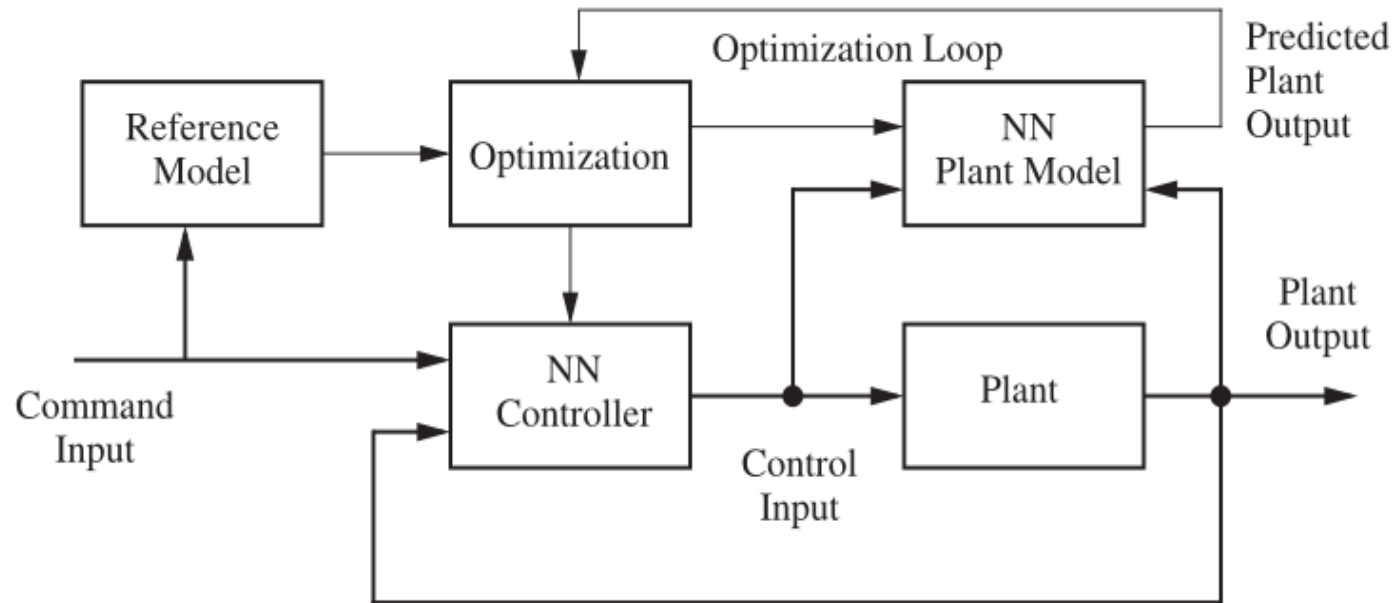 Optimization Loop
Predicted
Plant
Output
Reference
Model
Optimization
NN
Plant Model
Command
Input
NN
Controller
Control
Input
Plant
Plant
Output